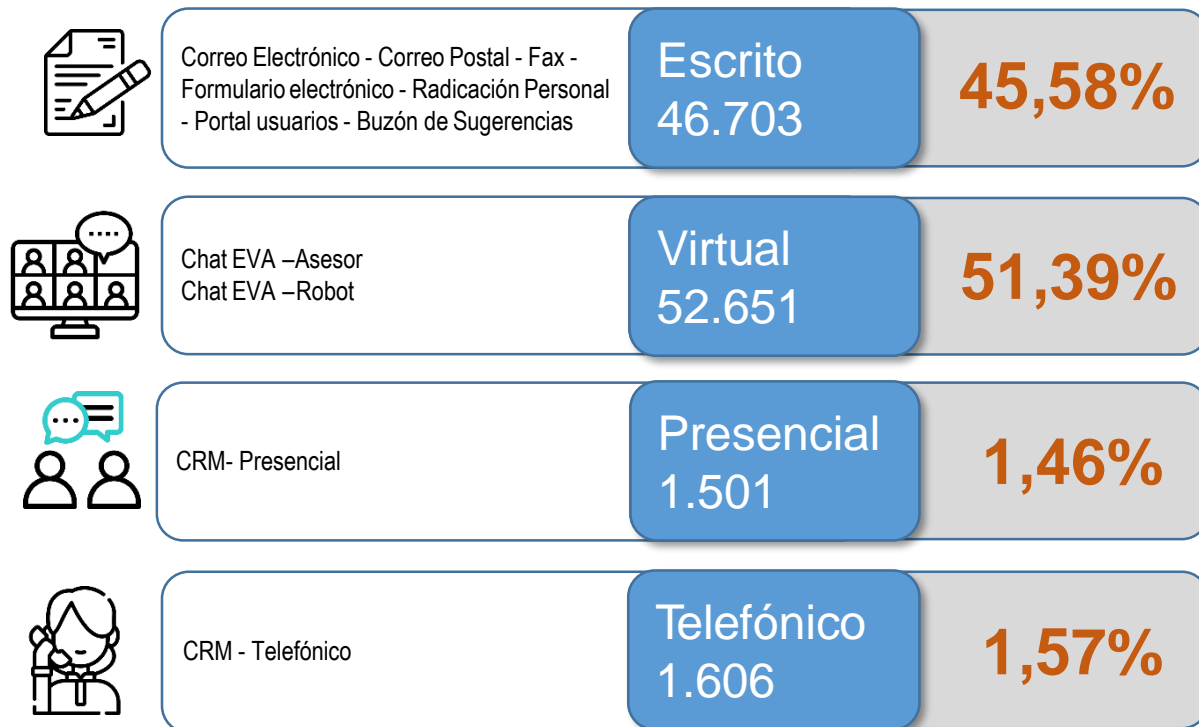 Correo Electrónico - Correo Postal - Fax -
Formulario electrónico - Radicación Personal
- Portal usuarios - Buzón de Sugerencias
Escrito
46.703
45,58%
Chat EVA –Asesor
Chat EVA –Robot
Virtual
52.651
51,39%
CRM- Presencial
Presencial
1.501
1,46%
CRM - Telefónico
Telefónico
1.606
1,57%